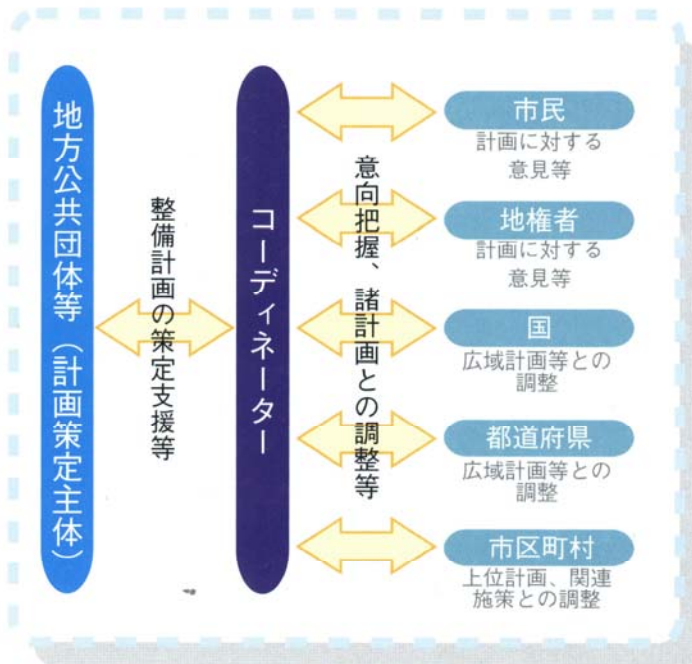 地方公共団体等（計画策定主体）
整備計画の策定支援等
コーディネーター
意向把握、諸計画との調整等
市民
計画に対する
意見等
地権者
計画に対する
意見等
国
広域計画等との
調整
都道府県
広域計画等との
調整
市区町村
上位計画、関連
施策との調整